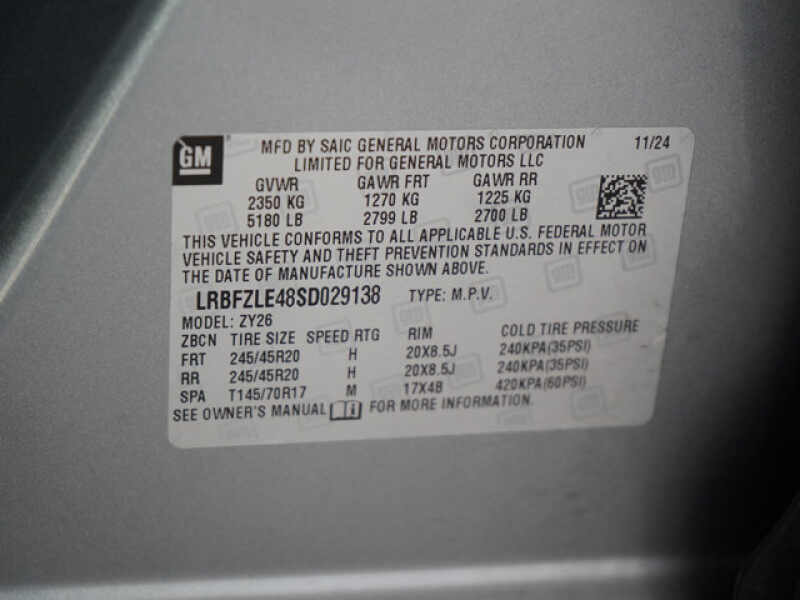 GM MFD BY SAIC GENERAL MOTORS CORPORATION 11/24
LIMITED FOR GENERAL MOTORS LLC
GVWR GAWR FRT GAWR RR
2350 KG 1270 KG 1225 KG
5180 LB 2799 LB 2700 LB
THIS VEHICLE CONFORMS TO ALL APPLICABLE U.S. FEDERAL MOTOR
VEHICLE SAFETY AND THEFT PREVENTION STANDARDS IN EFFECT ON
THE DATE OF MANUFACTURE SHOWN ABOVE.
LRBFZLE48SD029138 TYPE: M.P.V.
MODEL: ZY26
ZBCN TIRE SIZE SPEED RTG RIM COLD TIRE PRESSURE
FRT 245/45R20 H 20X8.5J 240KPA(35PSI)
RR 245/45R20 H 20X8.5J 240KPA(35PSI)
SPA T145/70R17 M 17X4B 420KPA(60PSI)
SEE OWNER'S MANUAL FOR MORE INFORMATION.